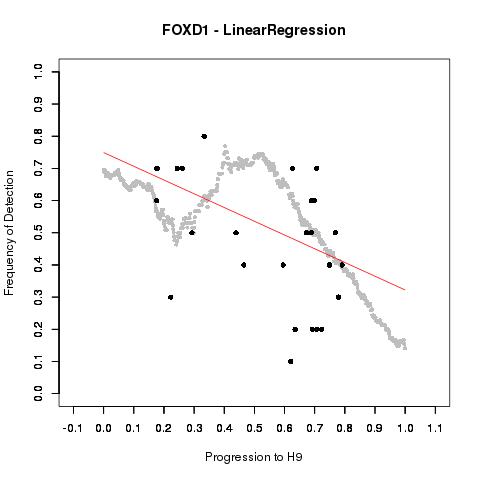 FOXD1 - LinearRegression
Frequency of Detection
1.0
0.9
0.8
0.7
0.6
0.5
0.4
0.3
0.2
0.1
0.0
-0.1 0.0 0.1 0.2 0.3 0.4 0.5 0.6 0.7 0.8 0.9 1.0 1.1
Progression to H9